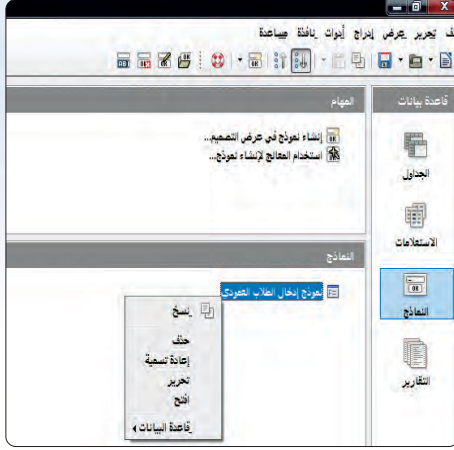 ف تحرير عرض إدراج أدوات نافذة مساعدة
قاعدة بيانات
المهام
الجداول
إنشاء نموذج في عرض التصميم...
استخدام المعالج لإنشاء نموذج...
الاستعلامات
النماذج
النماذج
نموذج إدخال الطلاب العمودي
نسخ
حذف
إعادة تسمية
تحرير
افتح
قاعدة البيانات
التقارير